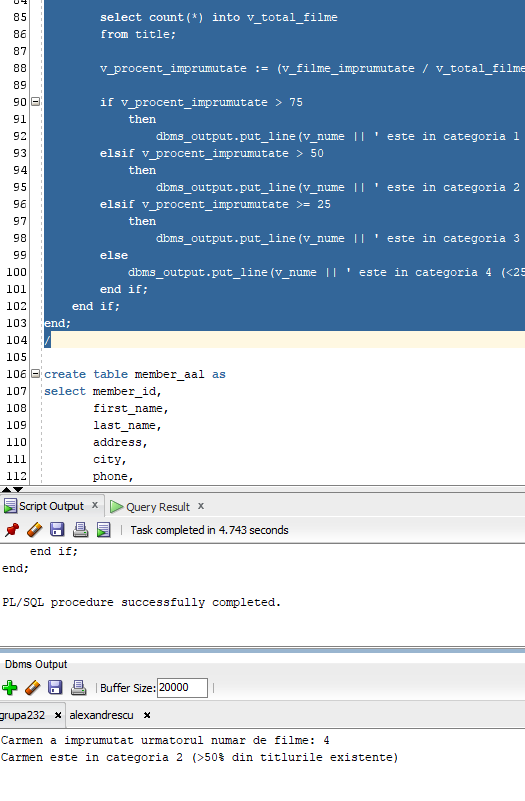 84
85 select count(*) into v_total_filme
86 from title;
87
88 v_procent_imprumutate := (v_filme_imprumutate / v_total_filme
89
90 if v_procent_imprumutate > 75
91 then
92 dbms_output.put_line(v_nume || ' este in categoria 1
93 elsif v_procent_imprumutate > 50
94 then
95 dbms_output.put_line(v_nume || ' este in categoria 2
96 elsif v_procent_imprumutate >= 25
97 then
98 dbms_output.put_line(v_nume || ' este in categoria 3
99 else
100 dbms_output.put_line(v_nume || ' este in categoria 4 (<25
101 end if;
102 end if;
103 end;
104 /
105
106 create table member_aal as
107 select member_id,
108 first_name,
109 last_name,
110 address,
111 city,
112 phone,
Script Output x Query Result x
Task completed in 4.743 seconds
end if;
end;
PL/SQL procedure successfully completed.
Dbms Output
Buffer Size: 20000
grupa232 x alexandrescu x
Carmen a imprumutat urmatorul numar de filme: 4
Carmen este in categoria 2 (>50% din titlurile existente)